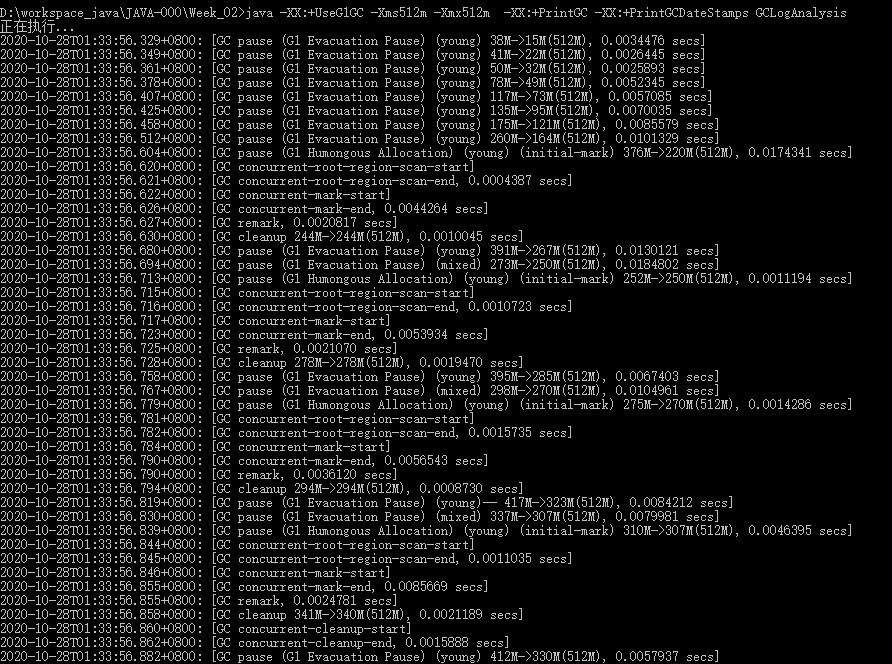 D:\workspace_java\JAVA-000\Week_02>java -XX:+UseG1GC -Xms512m -Xmx512m  -XX:+PrintGC -XX:+PrintGCDateStamps GCLogAnalysis
正在执行...
2020-10-28T01:33:56.329+0800: [GC pause (G1 Evacuation Pause) (young) 38M->15M(512M), 0.0034476 secs]
2020-10-28T01:33:56.349+0800: [GC pause (G1 Evacuation Pause) (young) 41M->22M(512M), 0.0026445 secs]
2020-10-28T01:33:56.361+0800: [GC pause (G1 Evacuation Pause) (young) 50M->32M(512M), 0.0025893 secs]
2020-10-28T01:33:56.378+0800: [GC pause (G1 Evacuation Pause) (young) 78M->49M(512M), 0.0052345 secs]
2020-10-28T01:33:56.407+0800: [GC pause (G1 Evacuation Pause) (young) 117M->73M(512M), 0.0057085 secs]
2020-10-28T01:33:56.425+0800: [GC pause (G1 Evacuation Pause) (young) 135M->95M(512M), 0.0070035 secs]
2020-10-28T01:33:56.458+0800: [GC pause (G1 Evacuation Pause) (young) 175M->121M(512M), 0.0085579 secs]
2020-10-28T01:33:56.512+0800: [GC pause (G1 Evacuation Pause) (young) 260M->164M(512M), 0.0101329 secs]
2020-10-28T01:33:56.604+0800: [GC pause (G1 Humongous Allocation) (young) (initial-mark) 376M->220M(512M), 0.0174341 secs]
2020-10-28T01:33:56.620+0800: [GC concurrent-root-region-scan-start]
2020-10-28T01:33:56.621+0800: [GC concurrent-root-region-scan-end, 0.0004387 secs]
2020-10-28T01:33:56.622+0800: [GC concurrent-mark-start]
2020-10-28T01:33:56.626+0800: [GC concurrent-mark-end, 0.0044264 secs]
2020-10-28T01:33:56.627+0800: [GC remark, 0.0020817 secs]
2020-10-28T01:33:56.630+0800: [GC cleanup 244M->244M(512M), 0.0010045 secs]
2020-10-28T01:33:56.680+0800: [GC pause (G1 Evacuation Pause) (young) 391M->267M(512M), 0.0130121 secs]
2020-10-28T01:33:56.694+0800: [GC pause (G1 Evacuation Pause) (mixed) 273M->250M(512M), 0.0184802 secs]
2020-10-28T01:33:56.713+0800: [GC pause (G1 Humongous Allocation) (young) (initial-mark) 252M->250M(512M), 0.0011194 secs]
2020-10-28T01:33:56.715+0800: [GC concurrent-root-region-scan-start]
2020-10-28T01:33:56.716+0800: [GC concurrent-root-region-scan-end, 0.0010723 secs]
2020-10-28T01:33:56.717+0800: [GC concurrent-mark-start]
2020-10-28T01:33:56.723+0800: [GC concurrent-mark-end, 0.0053934 secs]
2020-10-28T01:33:56.725+0800: [GC remark, 0.0021070 secs]
2020-10-28T01:33:56.728+0800: [GC cleanup 278M->278M(512M), 0.0019470 secs]
2020-10-28T01:33:56.758+0800: [GC pause (G1 Evacuation Pause) (young) 395M->285M(512M), 0.0067403 secs]
2020-10-28T01:33:56.767+0800: [GC pause (G1 Evacuation Pause) (mixed) 298M->270M(512M), 0.0104961 secs]
2020-10-28T01:33:56.779+0800: [GC pause (G1 Humongous Allocation) (young) (initial-mark) 275M->270M(512M), 0.0014286 secs]
2020-10-28T01:33:56.781+0800: [GC concurrent-root-region-scan-start]
2020-10-28T01:33:56.782+0800: [GC concurrent-root-region-scan-end, 0.0015735 secs]
2020-10-28T01:33:56.784+0800: [GC concurrent-mark-start]
2020-10-28T01:33:56.790+0800: [GC concurrent-mark-end, 0.0056543 secs]
2020-10-28T01:33:56.790+0800: [GC remark, 0.0036120 secs]
2020-10-28T01:33:56.794+0800: [GC cleanup 294M->294M(512M), 0.0008730 secs]
2020-10-28T01:33:56.819+0800: [GC pause (G1 Evacuation Pause) (young)-- 417M->323M(512M), 0.0084212 secs]
2020-10-28T01:33:56.830+0800: [GC pause (G1 Evacuation Pause) (mixed) 337M->307M(512M), 0.0079981 secs]
2020-10-28T01:33:56.839+0800: [GC pause (G1 Humongous Allocation) (young) (initial-mark) 310M->307M(512M), 0.0046395 secs]
2020-10-28T01:33:56.844+0800: [GC concurrent-root-region-scan-start]
2020-10-28T01:33:56.845+0800: [GC concurrent-root-region-scan-end, 0.0011035 secs]
2020-10-28T01:33:56.846+0800: [GC concurrent-mark-start]
2020-10-28T01:33:56.855+0800: [GC concurrent-mark-end, 0.0085669 secs]
2020-10-28T01:33:56.855+0800: [GC remark, 0.0024781 secs]
2020-10-28T01:33:56.858+0800: [GC cleanup 341M->340M(512M), 0.0021189 secs]
2020-10-28T01:33:56.860+0800: [GC concurrent-cleanup-start]
2020-10-28T01:33:56.862+0800: [GC concurrent-cleanup-end, 0.0015888 secs]
2020-10-28T01:33:56.882+0800: [GC pause (G1 Evacuation Pause) (young) 412M->330M(512M), 0.0057937 secs]